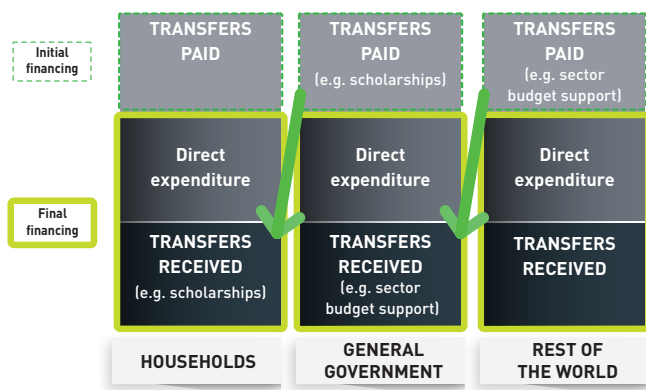 Initial
financing
TRANSFERS
PAID
TRANSFERS
PAID
(e.g. scholarships)
TRANSFERS
PAID
(e.g. sector
budget support)
Final
financing
Direct
expenditure
Direct
expenditure
Direct
expenditure
TRANSFERS
RECEIVED
(e.g. scholarships)
TRANSFERS
RECEIVED
(e.g. sector
budget support)
TRANSFERS
RECEIVED
HOUSEHOLDS
GENERAL
GOVERNMENT
REST OF
THE WORLD